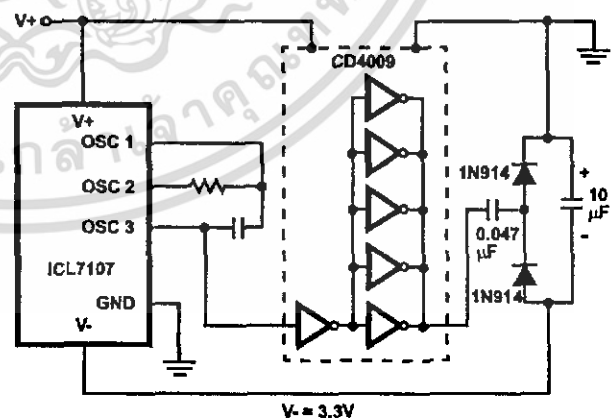 V+
CD4009
V+
OSC 1
OSC 2
OSC 3
ICL7107
GND
V-
1N914
0.047
µF
1N914
+
10
µF
-
V- = 3.3V